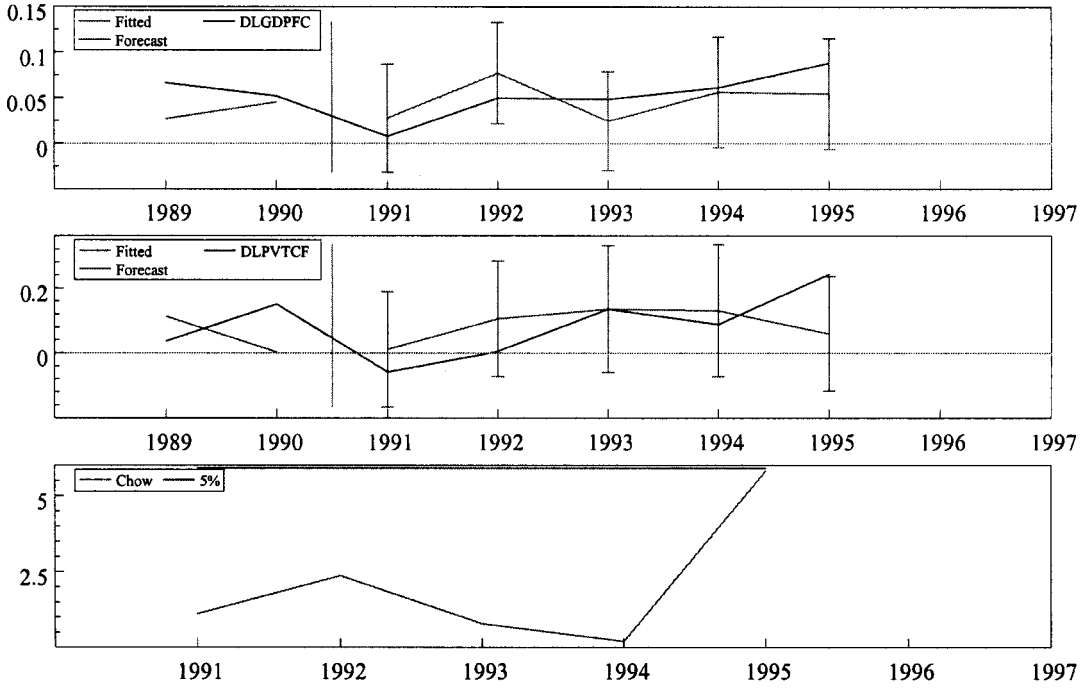 0.15
Fitted DLGDPFC
Forecast
0.1
0.05
0
1989 1990 1991 1992 1993 1994 1995 1996 1997
Fitted DLPVTCF
Forecast
0.2
0
1989 1990 1991 1992 1993 1994 1995 1996 1997
Chow 5%
5
2.5
1991 1992 1993 1994 1995 1996 1997